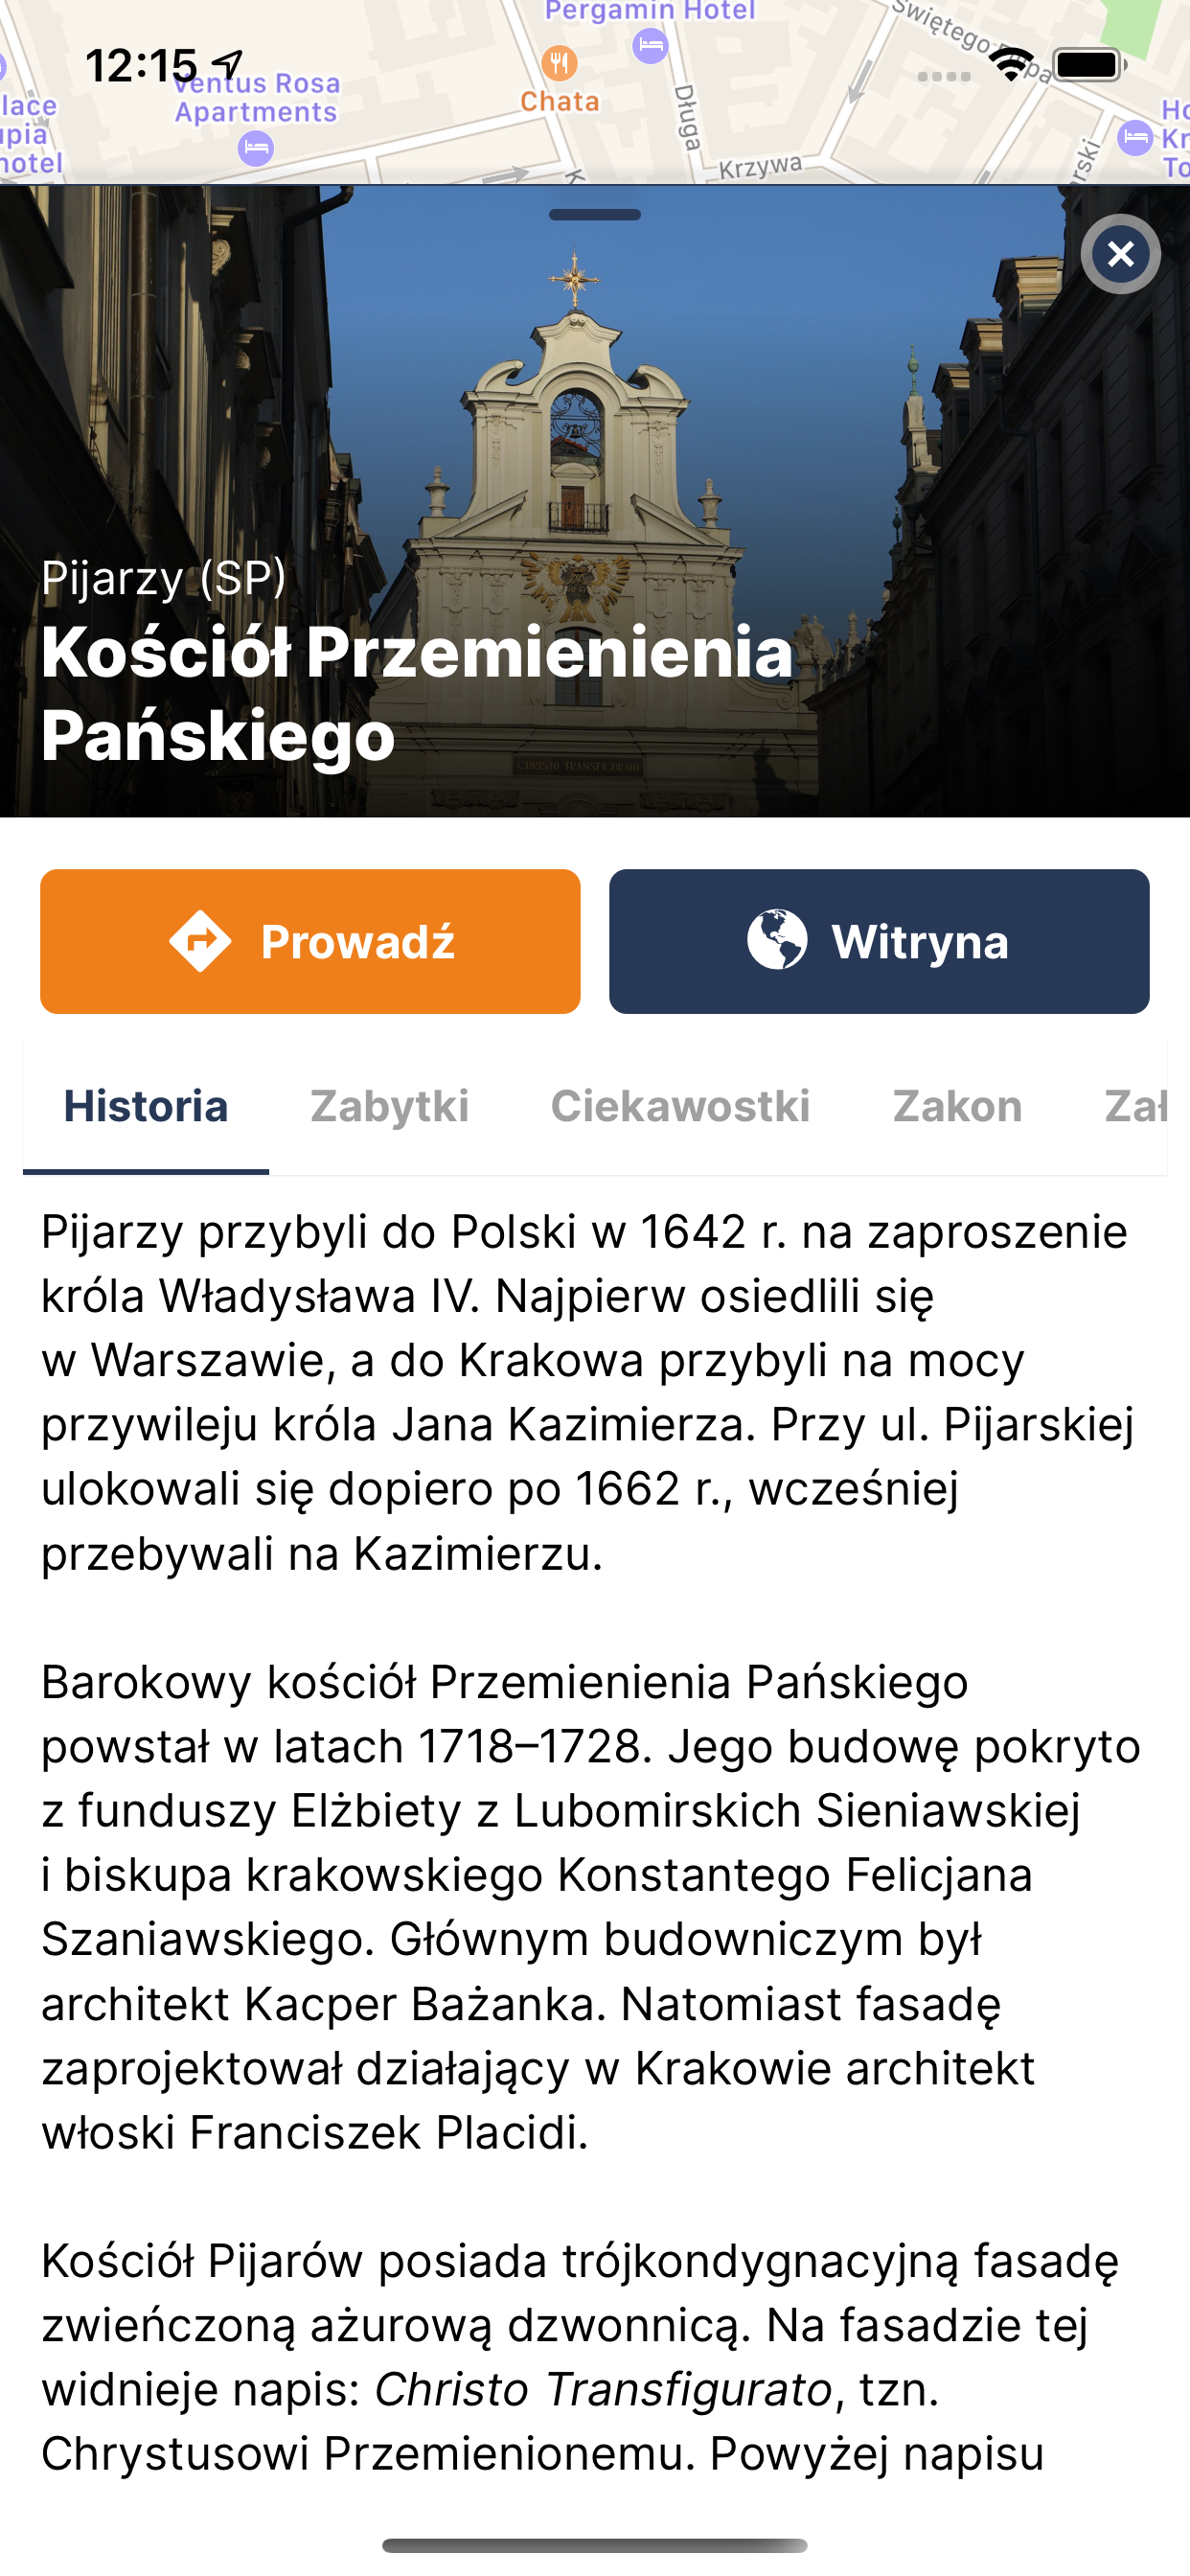 Pergamin Hotel
Świętego
12:15
Ventus Rosa
Apartments
Chata
Długa
Krzywa
hotel
Pijarzy (SP)
Kościół Przemienienia
Pańskiego
CHRISTO TRANSFIGURATO
Prowadź
Witryna
Historia Zabytki Ciekawostki Zakon Zał
Pijarzy przybyli do Polski w 1642 r. na zaproszenie
króla Władysława IV. Najpierw osiedlili się
w Warszawie, a do Krakowa przybyli na mocy
przywileju króla Jana Kazimierza. Przy ul. Pijarskiej
ulokowali się dopiero po 1662 r., wcześniej
przebywali na Kazimierzu.
Barokowy kościół Przemienienia Pańskiego
powstał w latach 1718–1728. Jego budowę pokryto
z funduszy Elżbiety z Lubomirskich Sieniawskiej
i biskupa krakowskiego Konstantego Felicjana
Szaniawskiego. Głównym budowniczym był
architekt Kacper Bażanka. Natomiast fasadę
zaprojektował działający w Krakowie architekt
włoski Franciszek Placidi.
Kościół Pijarów posiada trójkondygnacyjną fasadę
zwieńczoną ażurową dzwonnicą. Na fasadzie tej
widnieje napis: Christo Transfigurato, tzn.
Chrystusowi Przemienionemu. Powyżej napisu